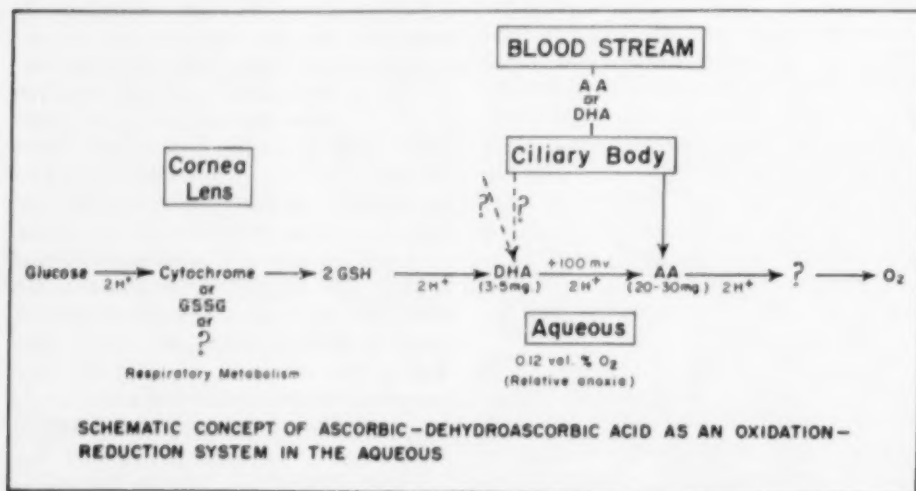 BLOOD STREAM
AA
or
DHA
Ciliary Body
Cornea
Lens
? ?
Glucose 2H⁺ Cytochrome 2 GSH 2H⁺ DHA +100 mv 2H⁺ AA 2H⁺ ? O₂
(3-5mg.) (20-30mg.)
or
GSSG
or
?
Respiratory Metabolism
Aqueous
0.12 vol. % O₂
(Relative anoxia)
SCHEMATIC CONCEPT OF ASCORBIC-DEHYDROASCORBIC ACID AS AN OXIDATION-
REDUCTION SYSTEM IN THE AQUEOUS